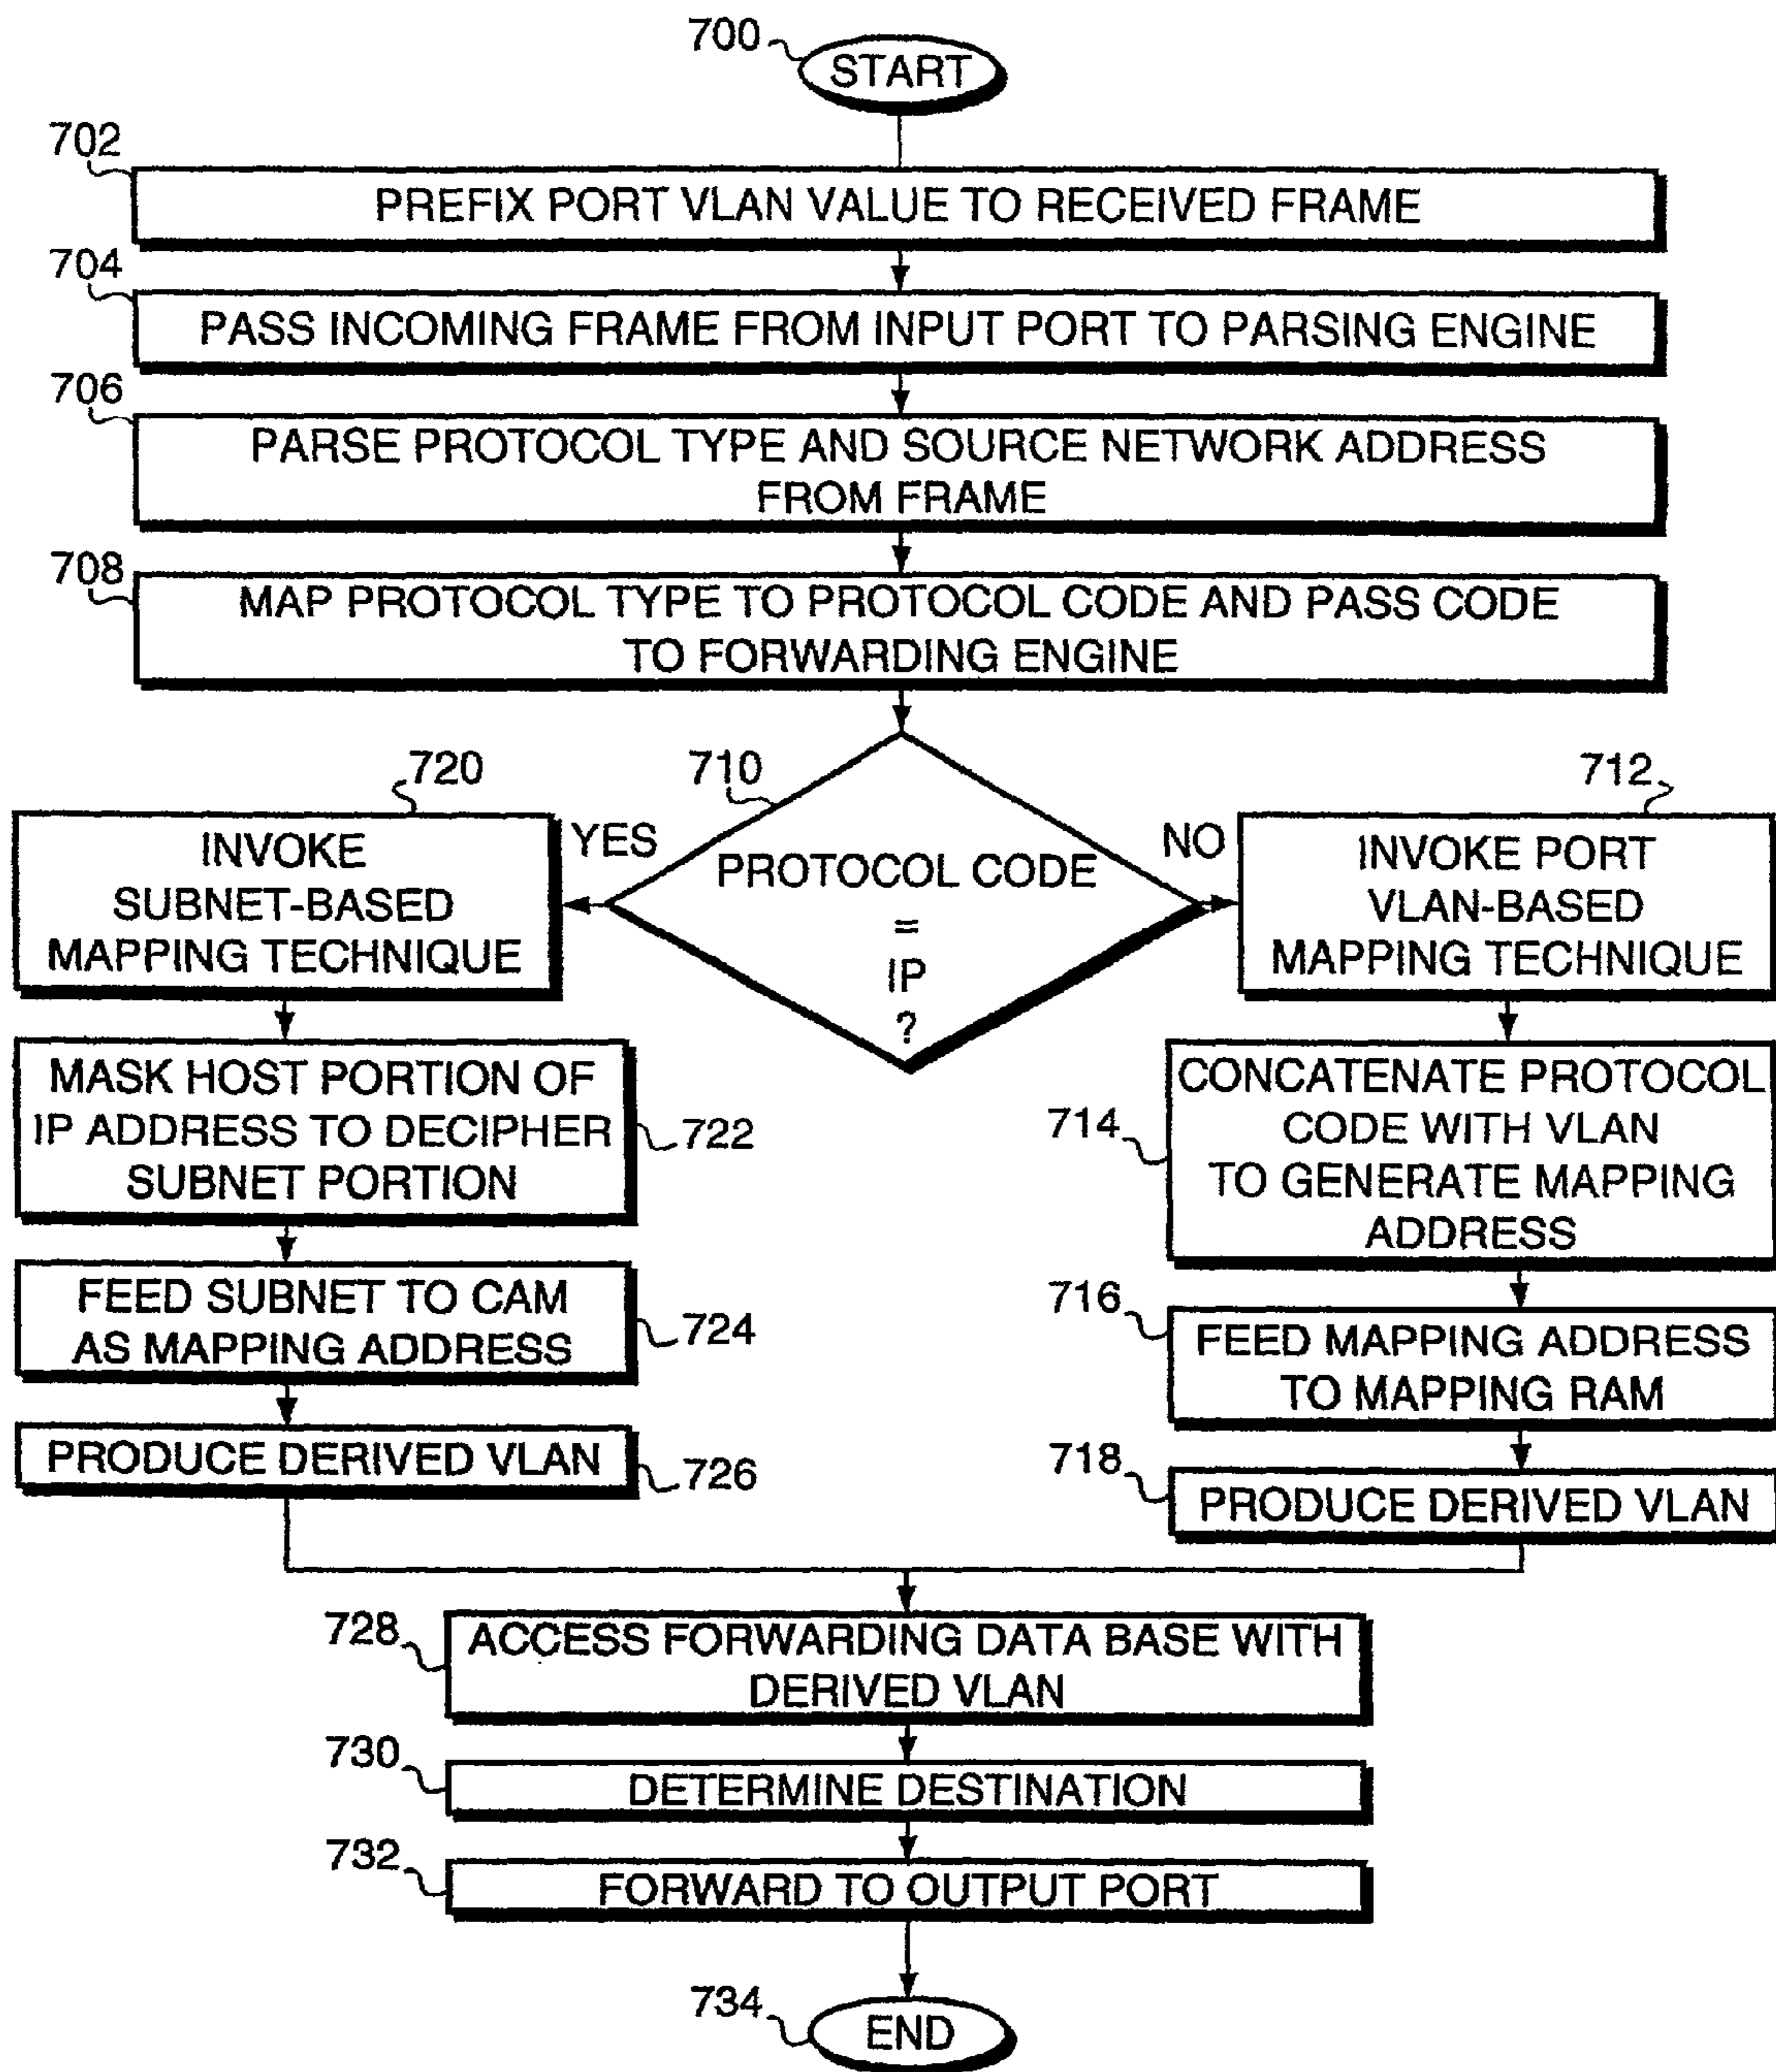 700
START
702
PREFIX PORT VLAN VALUE TO RECEIVED FRAME
704
PASS INCOMING FRAME FROM INPUT PORT TO PARSING ENGINE
706
PARSE PROTOCOL TYPE AND SOURCE NETWORK ADDRESS
FROM FRAME
708
MAP PROTOCOL TYPE TO PROTOCOL CODE AND PASS CODE
TO FORWARDING ENGINE
710
PROTOCOL CODE
=
IP
?
YES
NO
720
INVOKE
SUBNET-BASED
MAPPING TECHNIQUE
722
MASK HOST PORTION OF
IP ADDRESS TO DECIPHER
SUBNET PORTION
724
FEED SUBNET TO CAM
AS MAPPING ADDRESS
726
PRODUCE DERIVED VLAN
712
INVOKE PORT
VLAN-BASED
MAPPING TECHNIQUE
714
CONCATENATE PROTOCOL
CODE WITH VLAN
TO GENERATE MAPPING
ADDRESS
716
FEED MAPPING ADDRESS
TO MAPPING RAM
718
PRODUCE DERIVED VLAN
728
ACCESS FORWARDING DATA BASE WITH
DERIVED VLAN
730
DETERMINE DESTINATION
732
FORWARD TO OUTPUT PORT
734
END